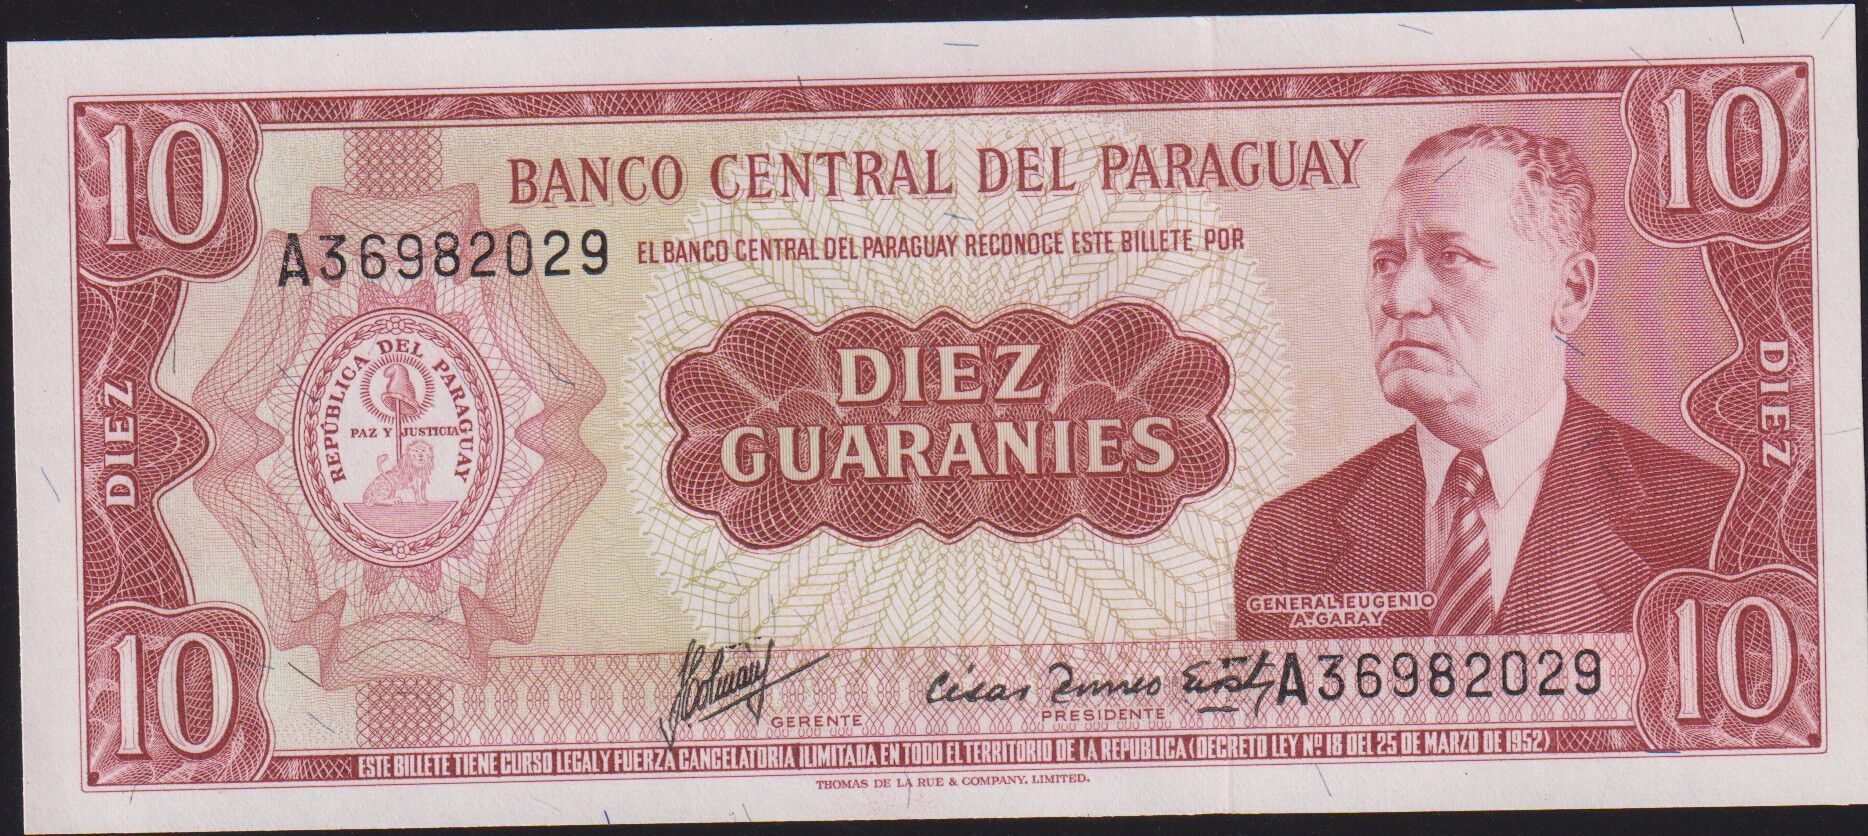 10
10
BANCO CENTRAL DEL PARAGUAY
A36982029
EL BANCO CENTRAL DEL PARAGUAY RECONOCE ESTE BILLETE POR
REPUBLICA DEL PARAGUAY
PAZ Y JUSTICIA
DIEZ
DIEZ
GUARANIES
DIEZ
GENERAL EUGENIO
A. GARAY
10
10
César
A36982029
GERENTE
PRESIDENTE
ESTE BILLETE TIENE CURSO LEGAL Y FUERZA CANCELATORIA ILIMITADA EN TODO EL TERRITORIO DE LA REPUBLICA (DECRETO LEY Nº 18 DEL 25 DE MARZO DE 1952)
THOMAS DE LA RUE & COMPANY, LIMITED.